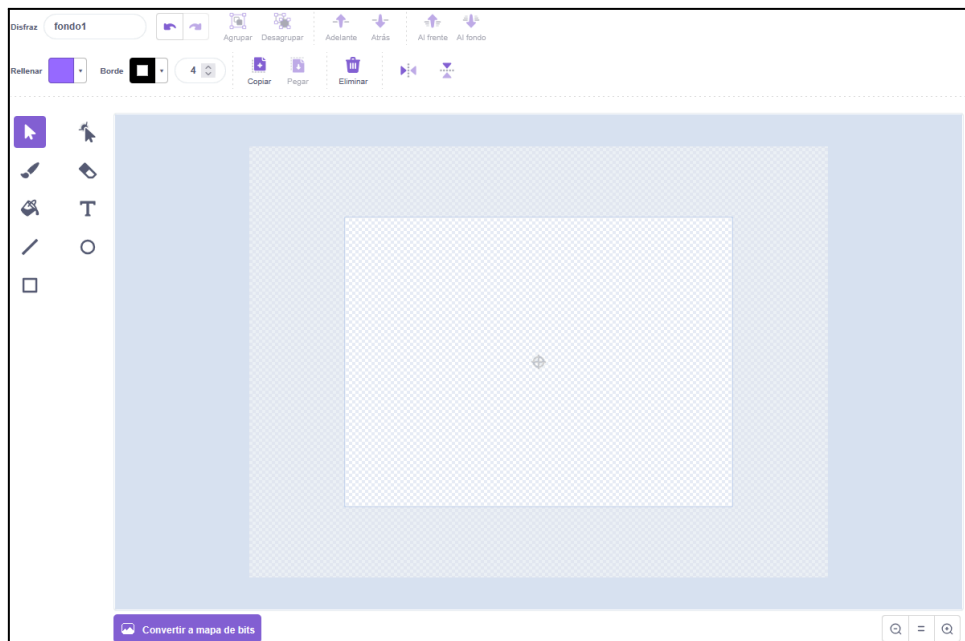 Disfraz fondo1
Agrupar Desagrupar Adelante Atrás Al frente Al fondo
Rellenar Borde 4
Copiar Pegar Eliminar
T
Convertir a mapa de bits